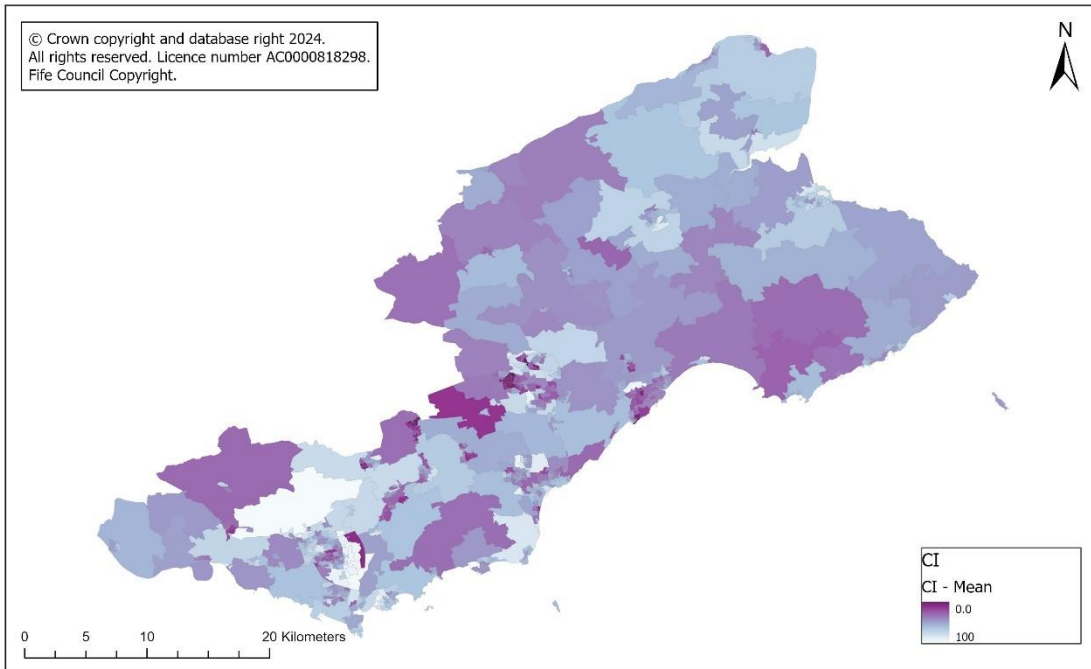 © Crown copyright and database right 2024.
All rights reserved. Licence number AC0000818298.
Fife Council Copyright.
N
CI
CI - Mean
0.0
100
0 5 10 20 Kilometers